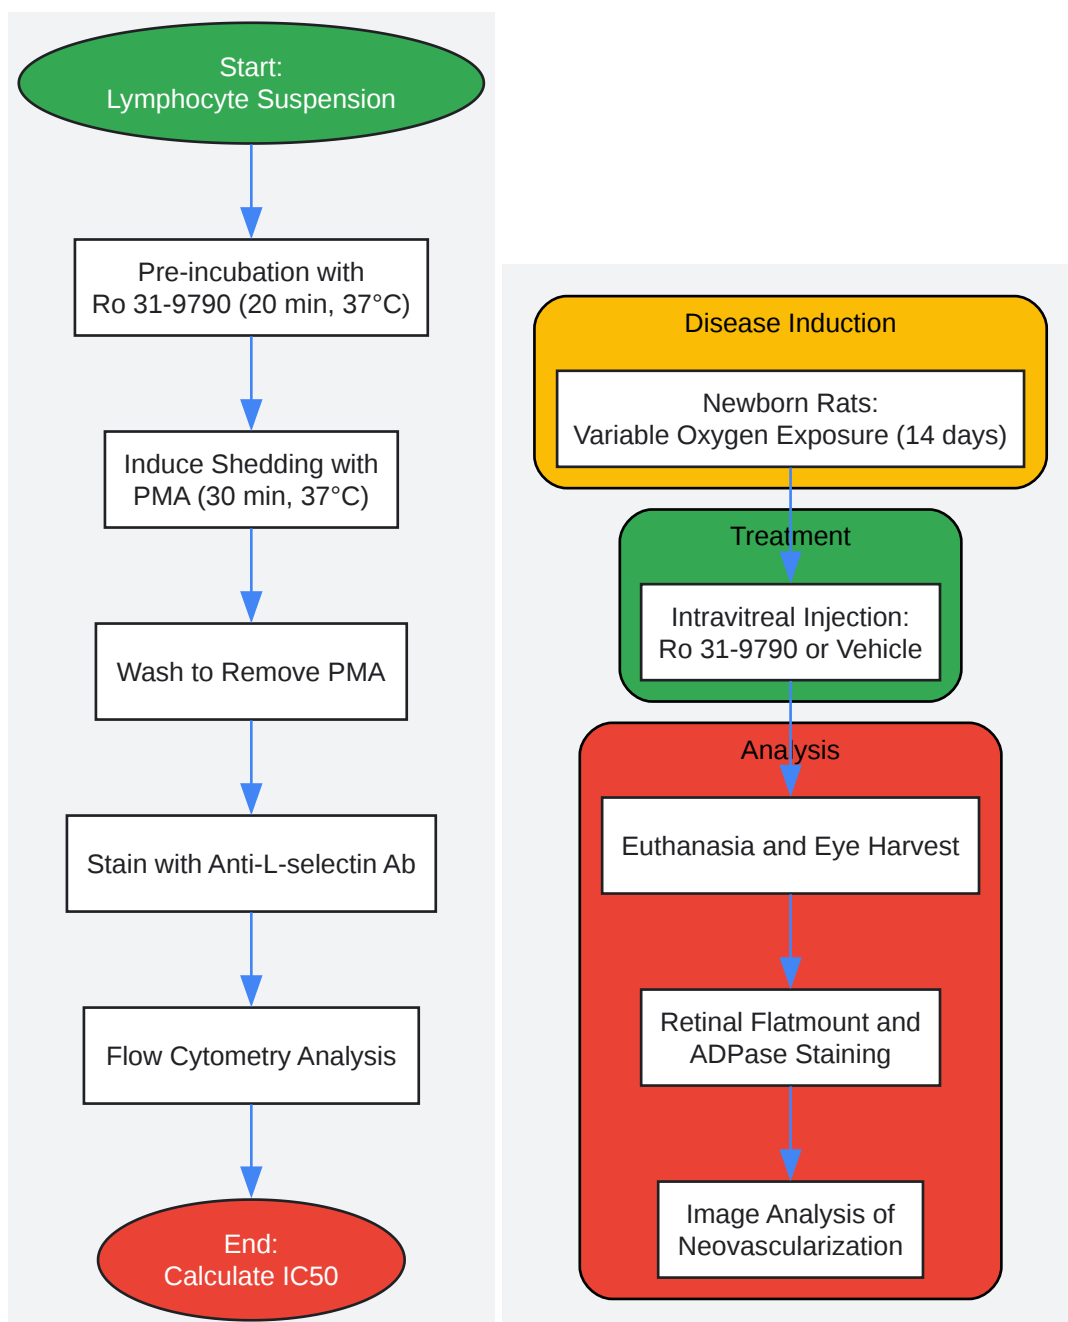 Start:
Lymphocyte Suspension
Pre-incubation with
Ro 31-9790 (20 min, 37°C)
Induce Shedding with
PMA (30 min, 37°C)
Wash to Remove PMA
Stain with Anti-L-selectin Ab
Flow Cytometry Analysis
End:
Calculate IC50
Disease Induction
Newborn Rats:
Variable Oxygen Exposure (14 days)
Treatment
Intravitreal Injection:
Ro 31-9790 or Vehicle
Analysis
Euthanasia and Eye Harvest
Retinal Flatmount and
ADPase Staining
Image Analysis of
Neovascularization